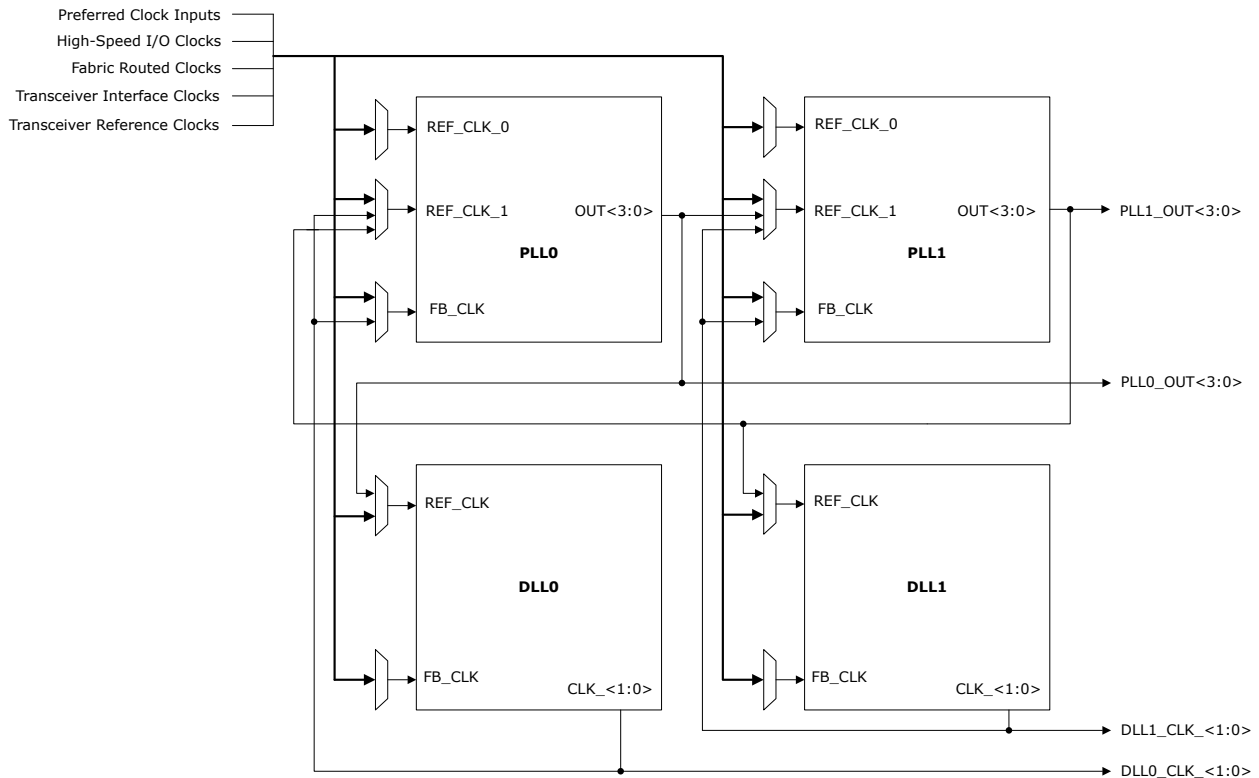 Preferred Clock Inputs
High-Speed I/O Clocks
Fabric Routed Clocks
Transceiver Interface Clocks
Transceiver Reference Clocks
REF_CLK_0
REF_CLK_1
OUT<3:0>
PLL0
FB_CLK
REF_CLK_0
REF_CLK_1
OUT<3:0>
PLL1
FB_CLK
PLL1_OUT<3:0>
PLL0_OUT<3:0>
REF_CLK
DLL0
FB_CLK
CLK_<1:0>
REF_CLK
DLL1
FB_CLK
CLK_<1:0>
DLL1_CLK_<1:0>
DLL0_CLK_<1:0>